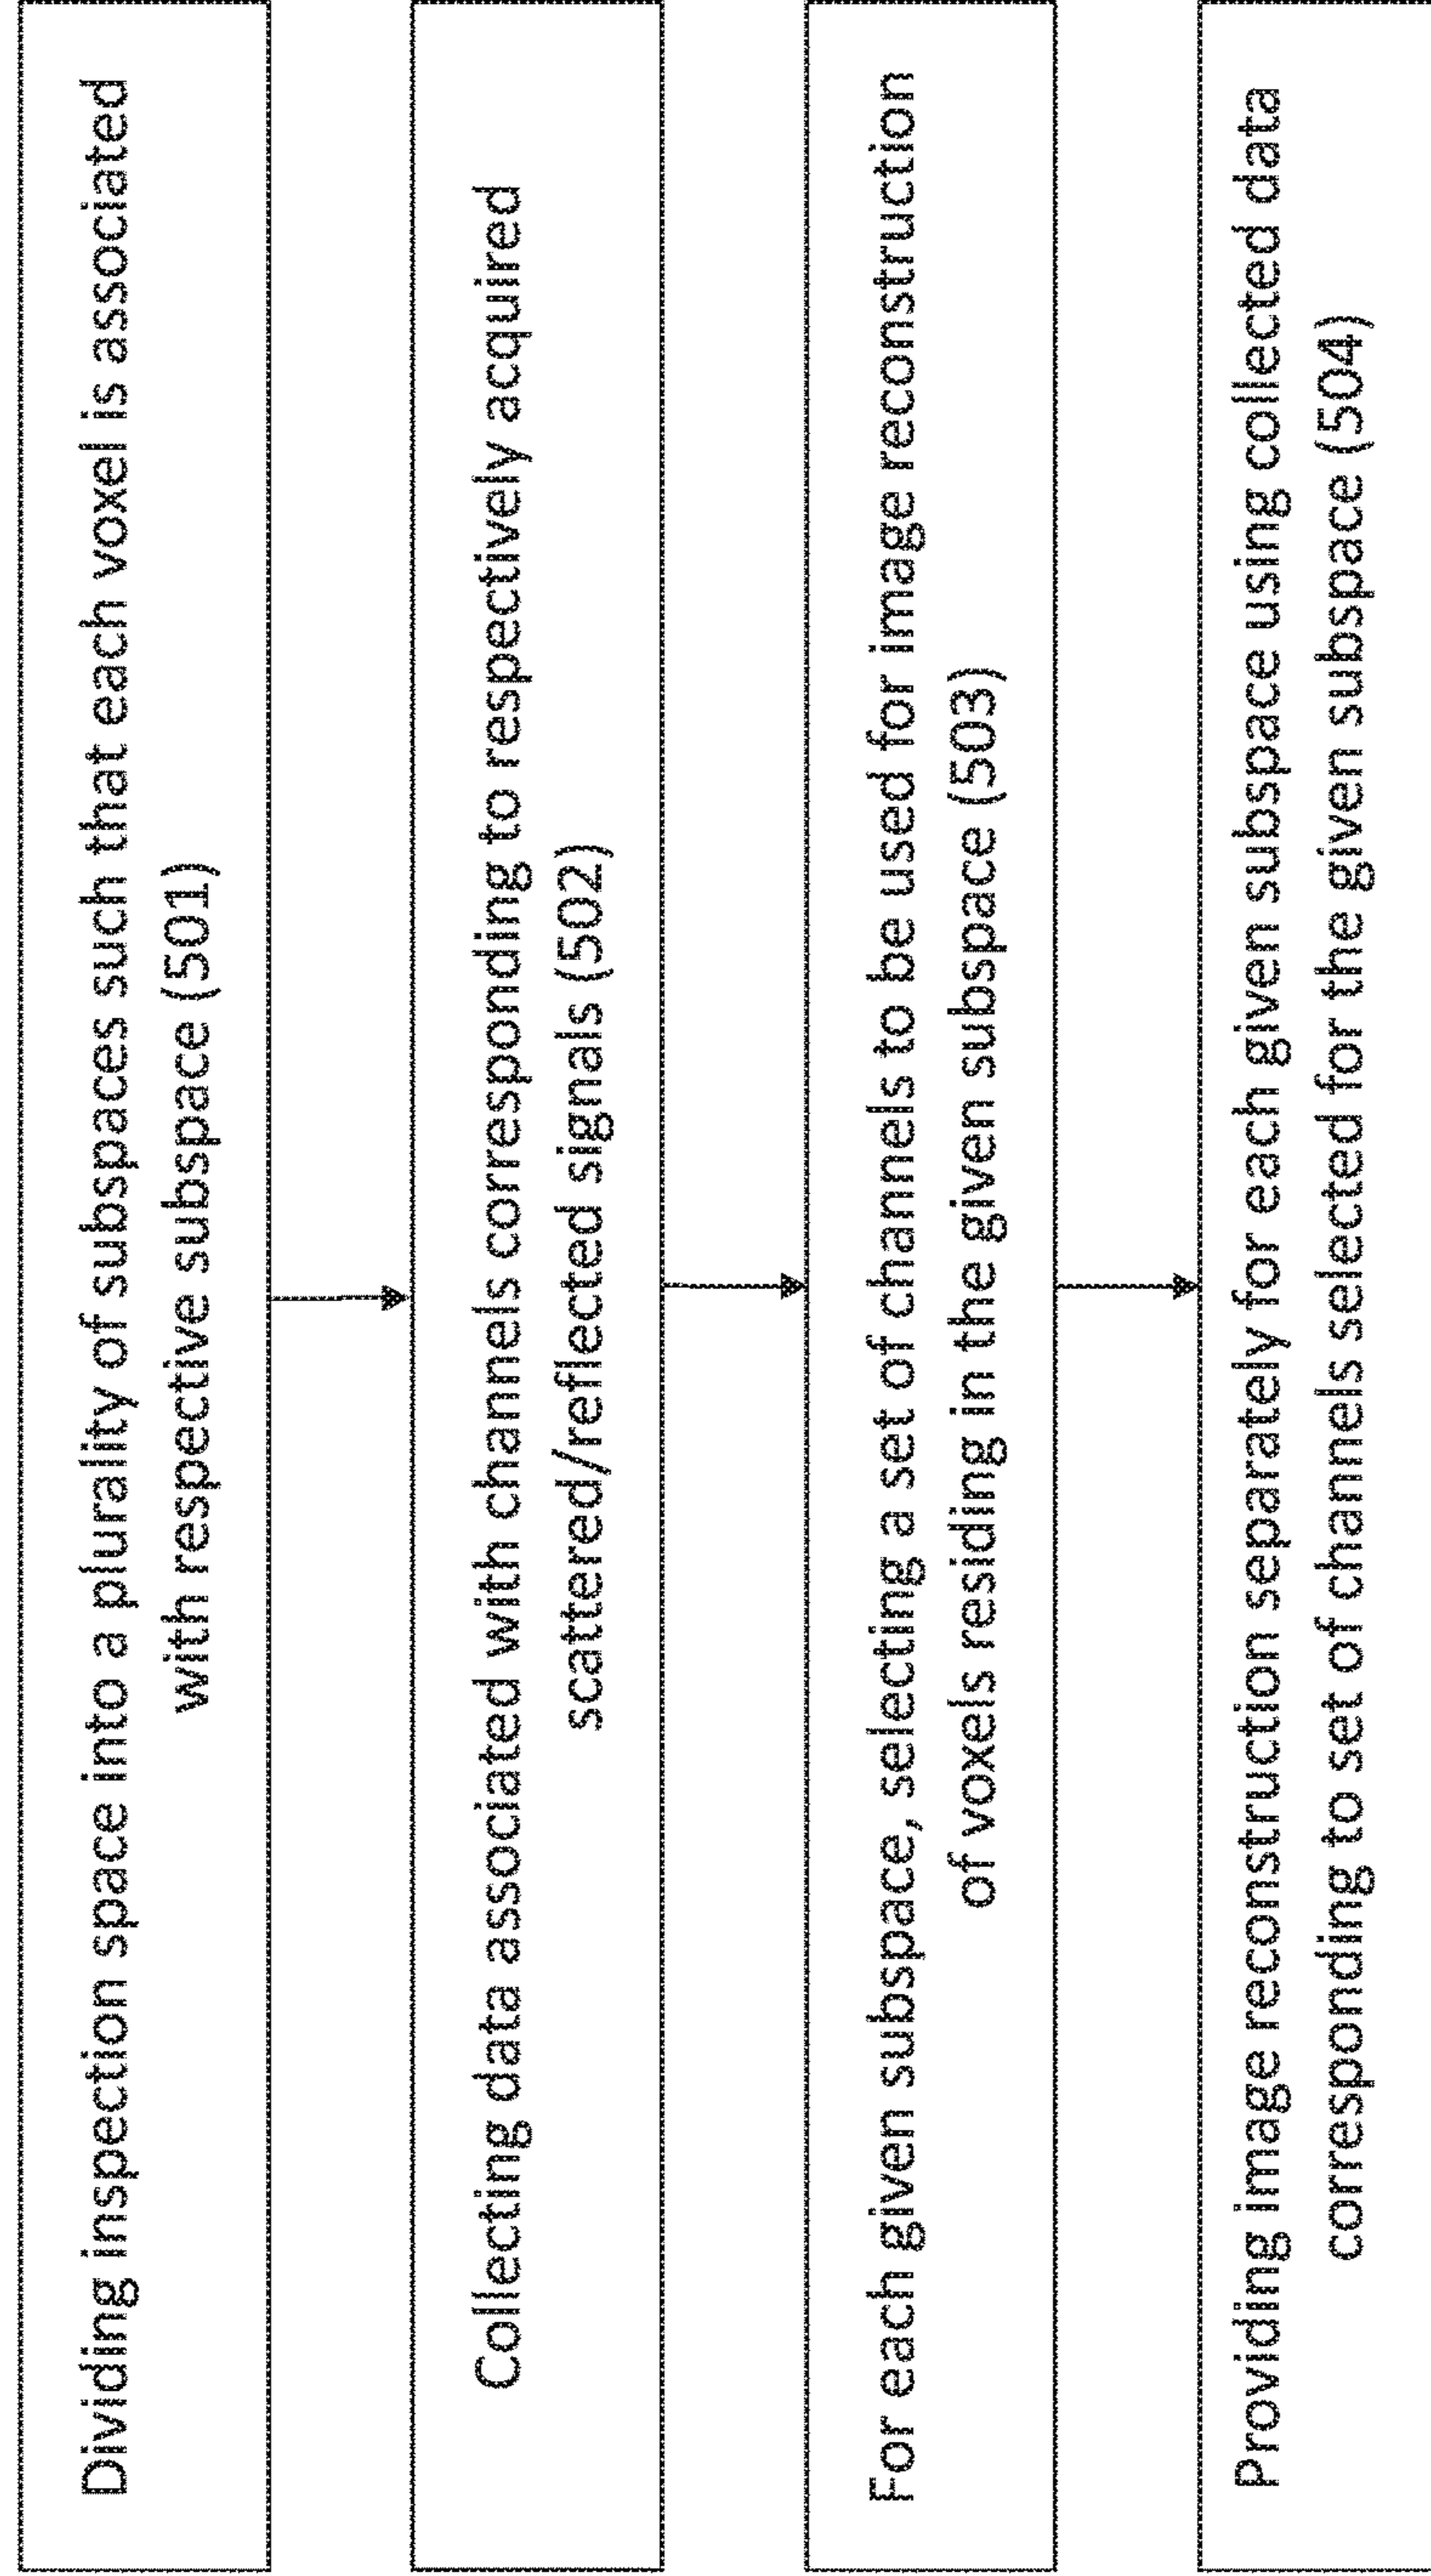 Dividing inspection space into a plurality of subspaces such that each voxel is associated
with respective subspace (501)
Collecting data associated with channels corresponding to respectively acquired
scattered/reflected signals (502)
For each given subspace, selecting a set of channels to be used for image reconstruction
of voxels residing in the given subspace (503)
Providing image reconstruction separately for each given subspace using collected data
corresponding to set of channels selected for the given subspace (504)